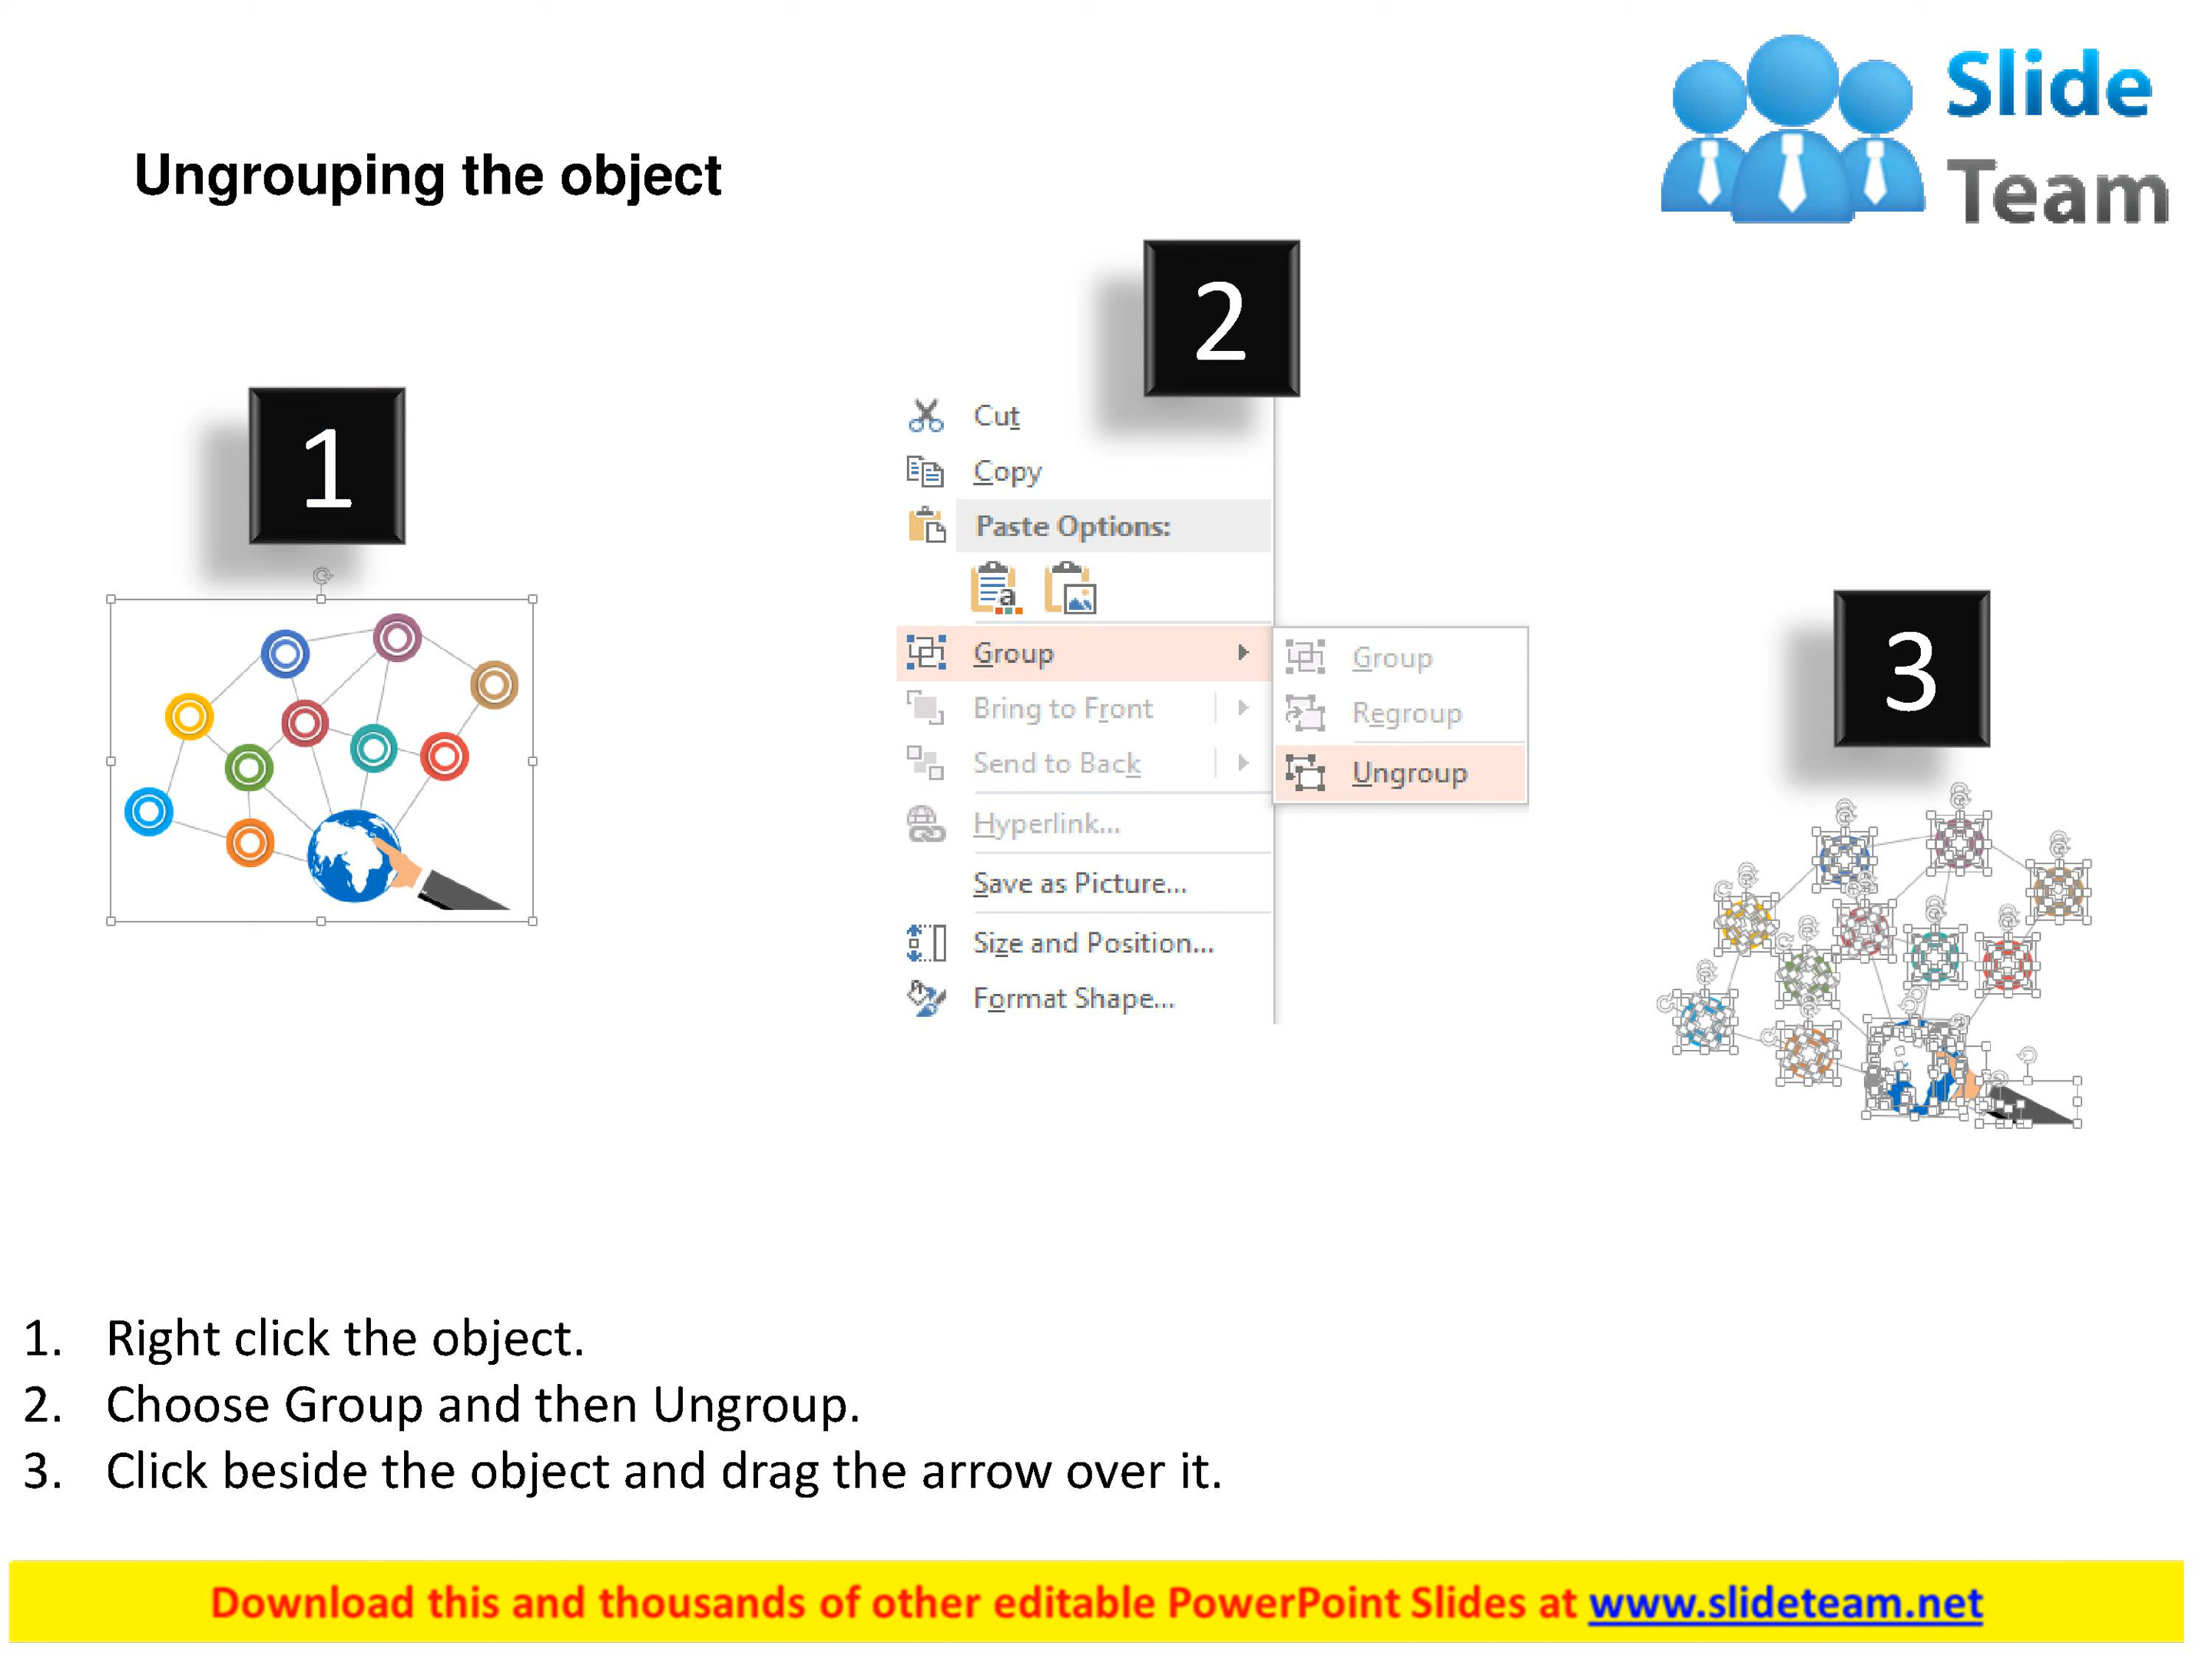 Slide
Team
Ungrouping the object
1
2
Cut
Copy
Paste Options:
a
Group
Bring to Front
Send to Back
Hyperlink...
Save as Picture...
Size and Position...
Format Shape...
Group
Regroup
Ungroup
3
1. Right click the object.
2. Choose Group and then Ungroup.
3. Click beside the object and drag the arrow over it.
Download this and thousands of other editable PowerPoint Slides at www.slideteam.net